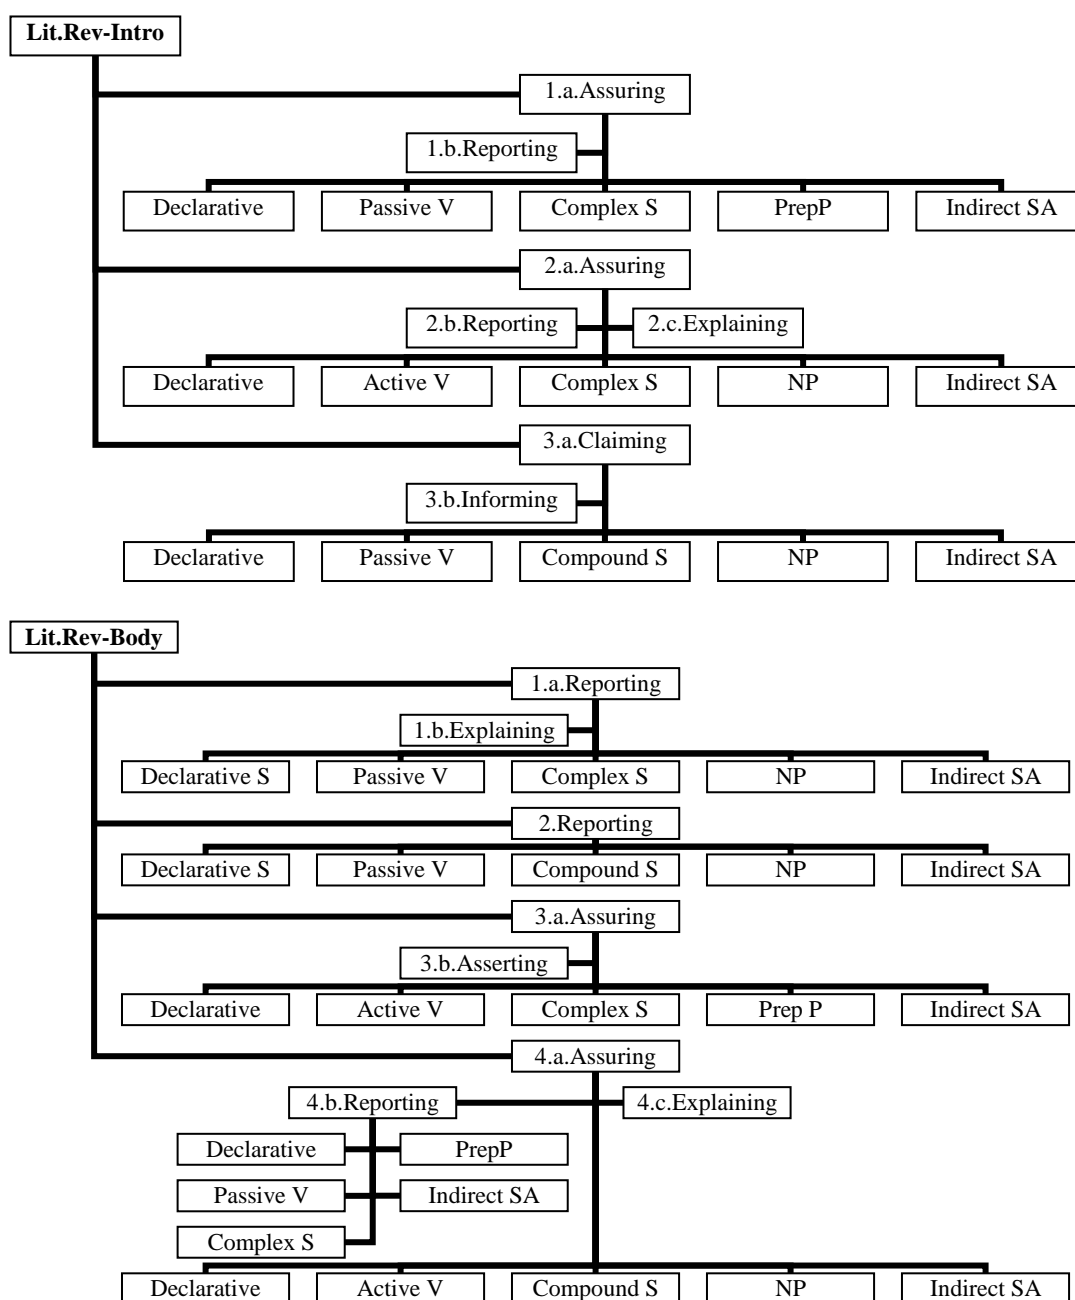 Lit.Rev-Intro
1.a.Assuring
1.b.Reporting
Declarative Passive V Complex S PrepP Indirect SA
2.a.Assuring
2.b.Reporting 2.c.Explaining
Declarative Active V Complex S NP Indirect SA
3.a.Claiming
3.b.Informing
Declarative Passive V Compound S NP Indirect SA
Lit.Rev-Body
1.a.Reporting
1.b.Explaining
Declarative S Passive V Complex S NP Indirect SA
2.Reporting
Declarative S Passive V Compound S NP Indirect SA
3.a.Assuring
3.b.Asserting
Declarative Active V Complex S Prep P Indirect SA
4.a.Assuring
4.b.Reporting 4.c.Explaining
Declarative PrepP
Passive V Indirect SA
Complex S
Declarative Active V Compound S NP Indirect SA